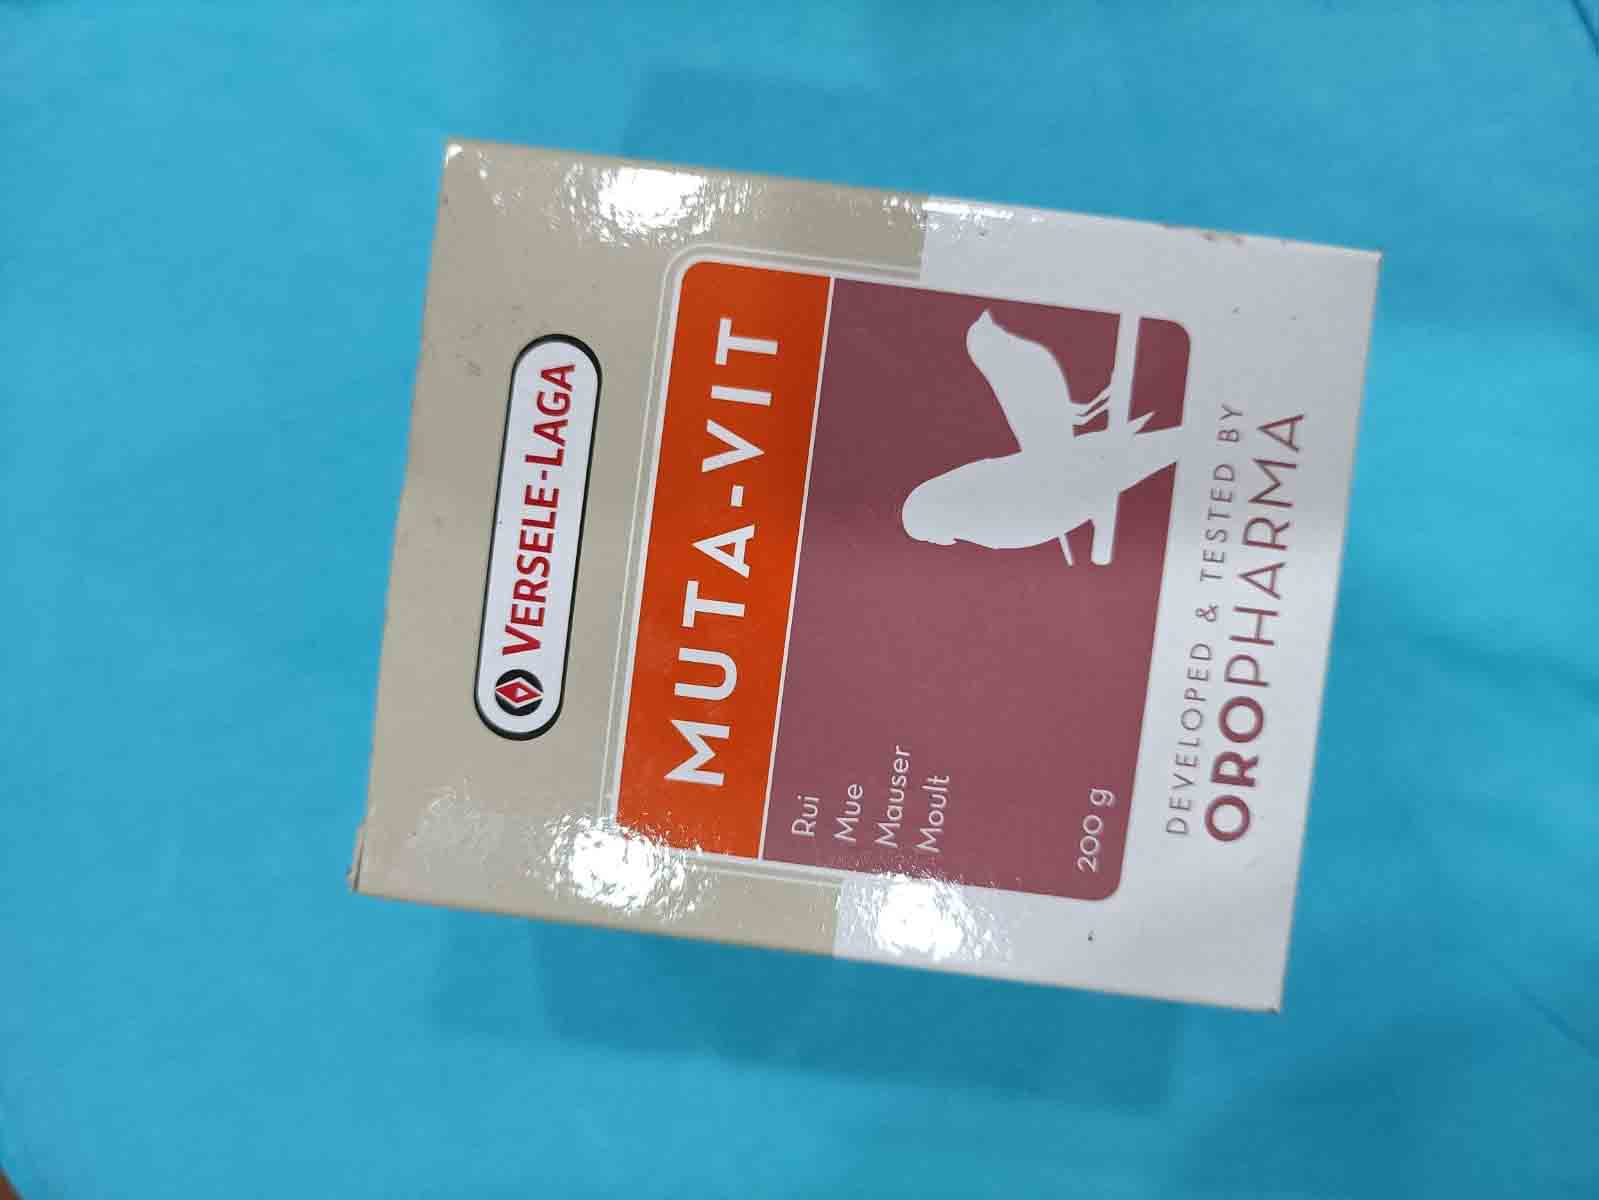 VERSELE-LAGA
MUTA-VIT
Rui
Mue
Mauser
Moult
200 g
DEVELOPED & TESTED BY
OROPHARMA